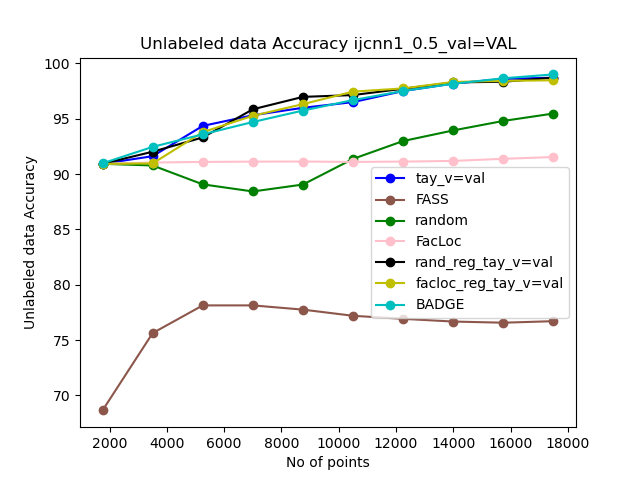 Unlabeled data Accuracy ijcnn1_0.5_val=VAL
Unlabeled data Accuracy
100
95
90
85
80
75
70
tay_v=val
FASS
random
FacLoc
rand_reg_tay_v=val
facloc_reg_tay_v=val
BADGE
2000 4000 6000 8000 10000 12000 14000 16000 18000
No of points